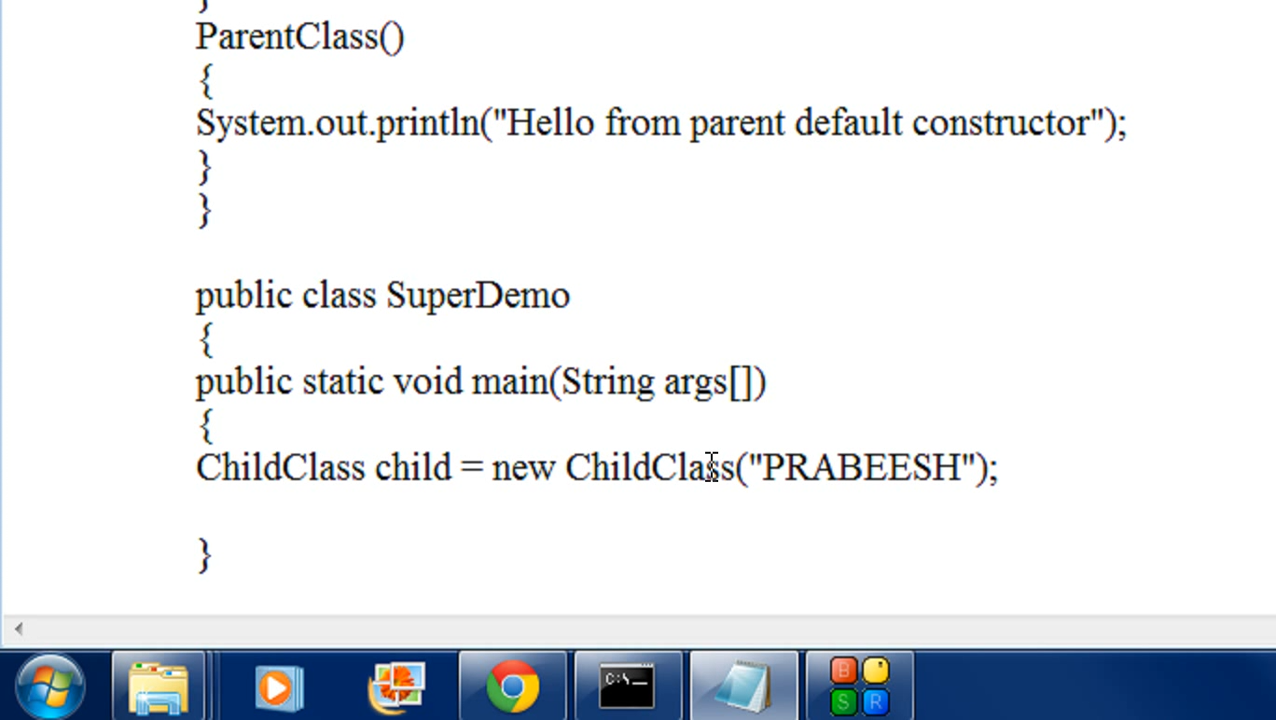 }
ParentClass()
{
System.out.println("Hello from parent default constructor");
}
}
public class SuperDemo
{
public static void main(String args[])
{
ChildClass child = new ChildClass("PRABEESH");
}
C:\_
B
S R